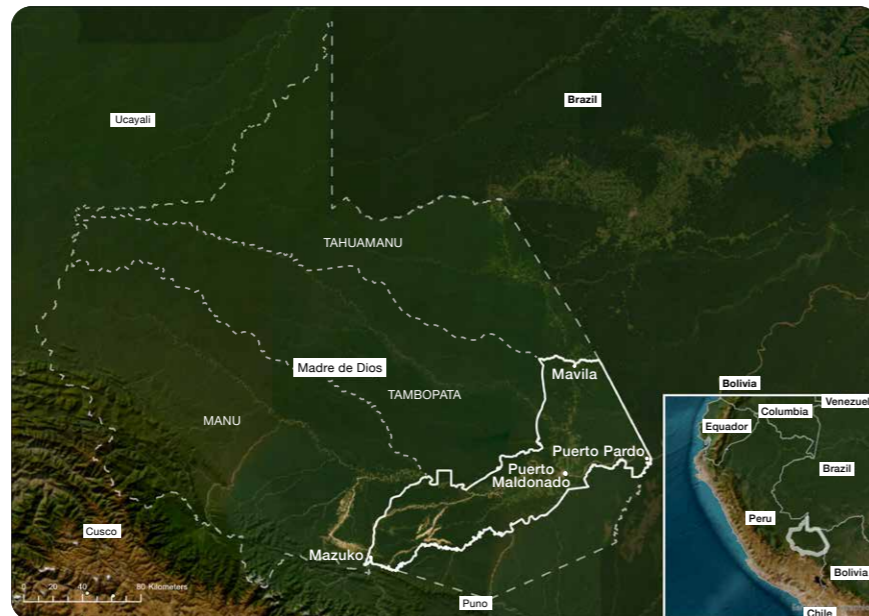 Ucayali
Brazil
TAHUAMANU
Madre de Dios
Mavila
TAMBOPATA
MANU
Puerto Pardo
Puerto
Maldonado
Cusco
Mazuko
Puno
0 20 40 80 Kilometers
Bolivia
Venezuel
Columbia
Equador
Brazil
Peru
Bolivia
Chile